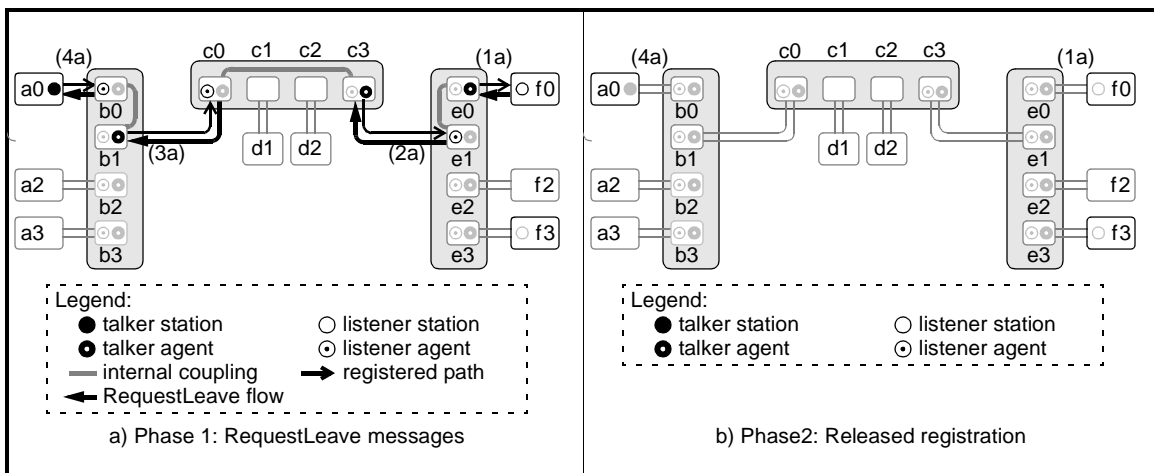 (4a) c0 c1 c2 c3 (1a)
a0 b0 e0 f0
b1 (3a) d1 d2 (2a) e1
a2 b2 e2 f2
a3 b3 e3 f3
Legend:
talker station listener station
talker agent listener agent
internal coupling registered path
RequestLeave flow
a) Phase 1: RequestLeave messages
(4a) c0 c1 c2 c3 (1a)
a0 b0 e0 f0
b1 d1 d2 e1
a2 b2 e2 f2
a3 b3 e3 f3
Legend:
talker station listener station
talker agent listener agent
b) Phase2: Released registration